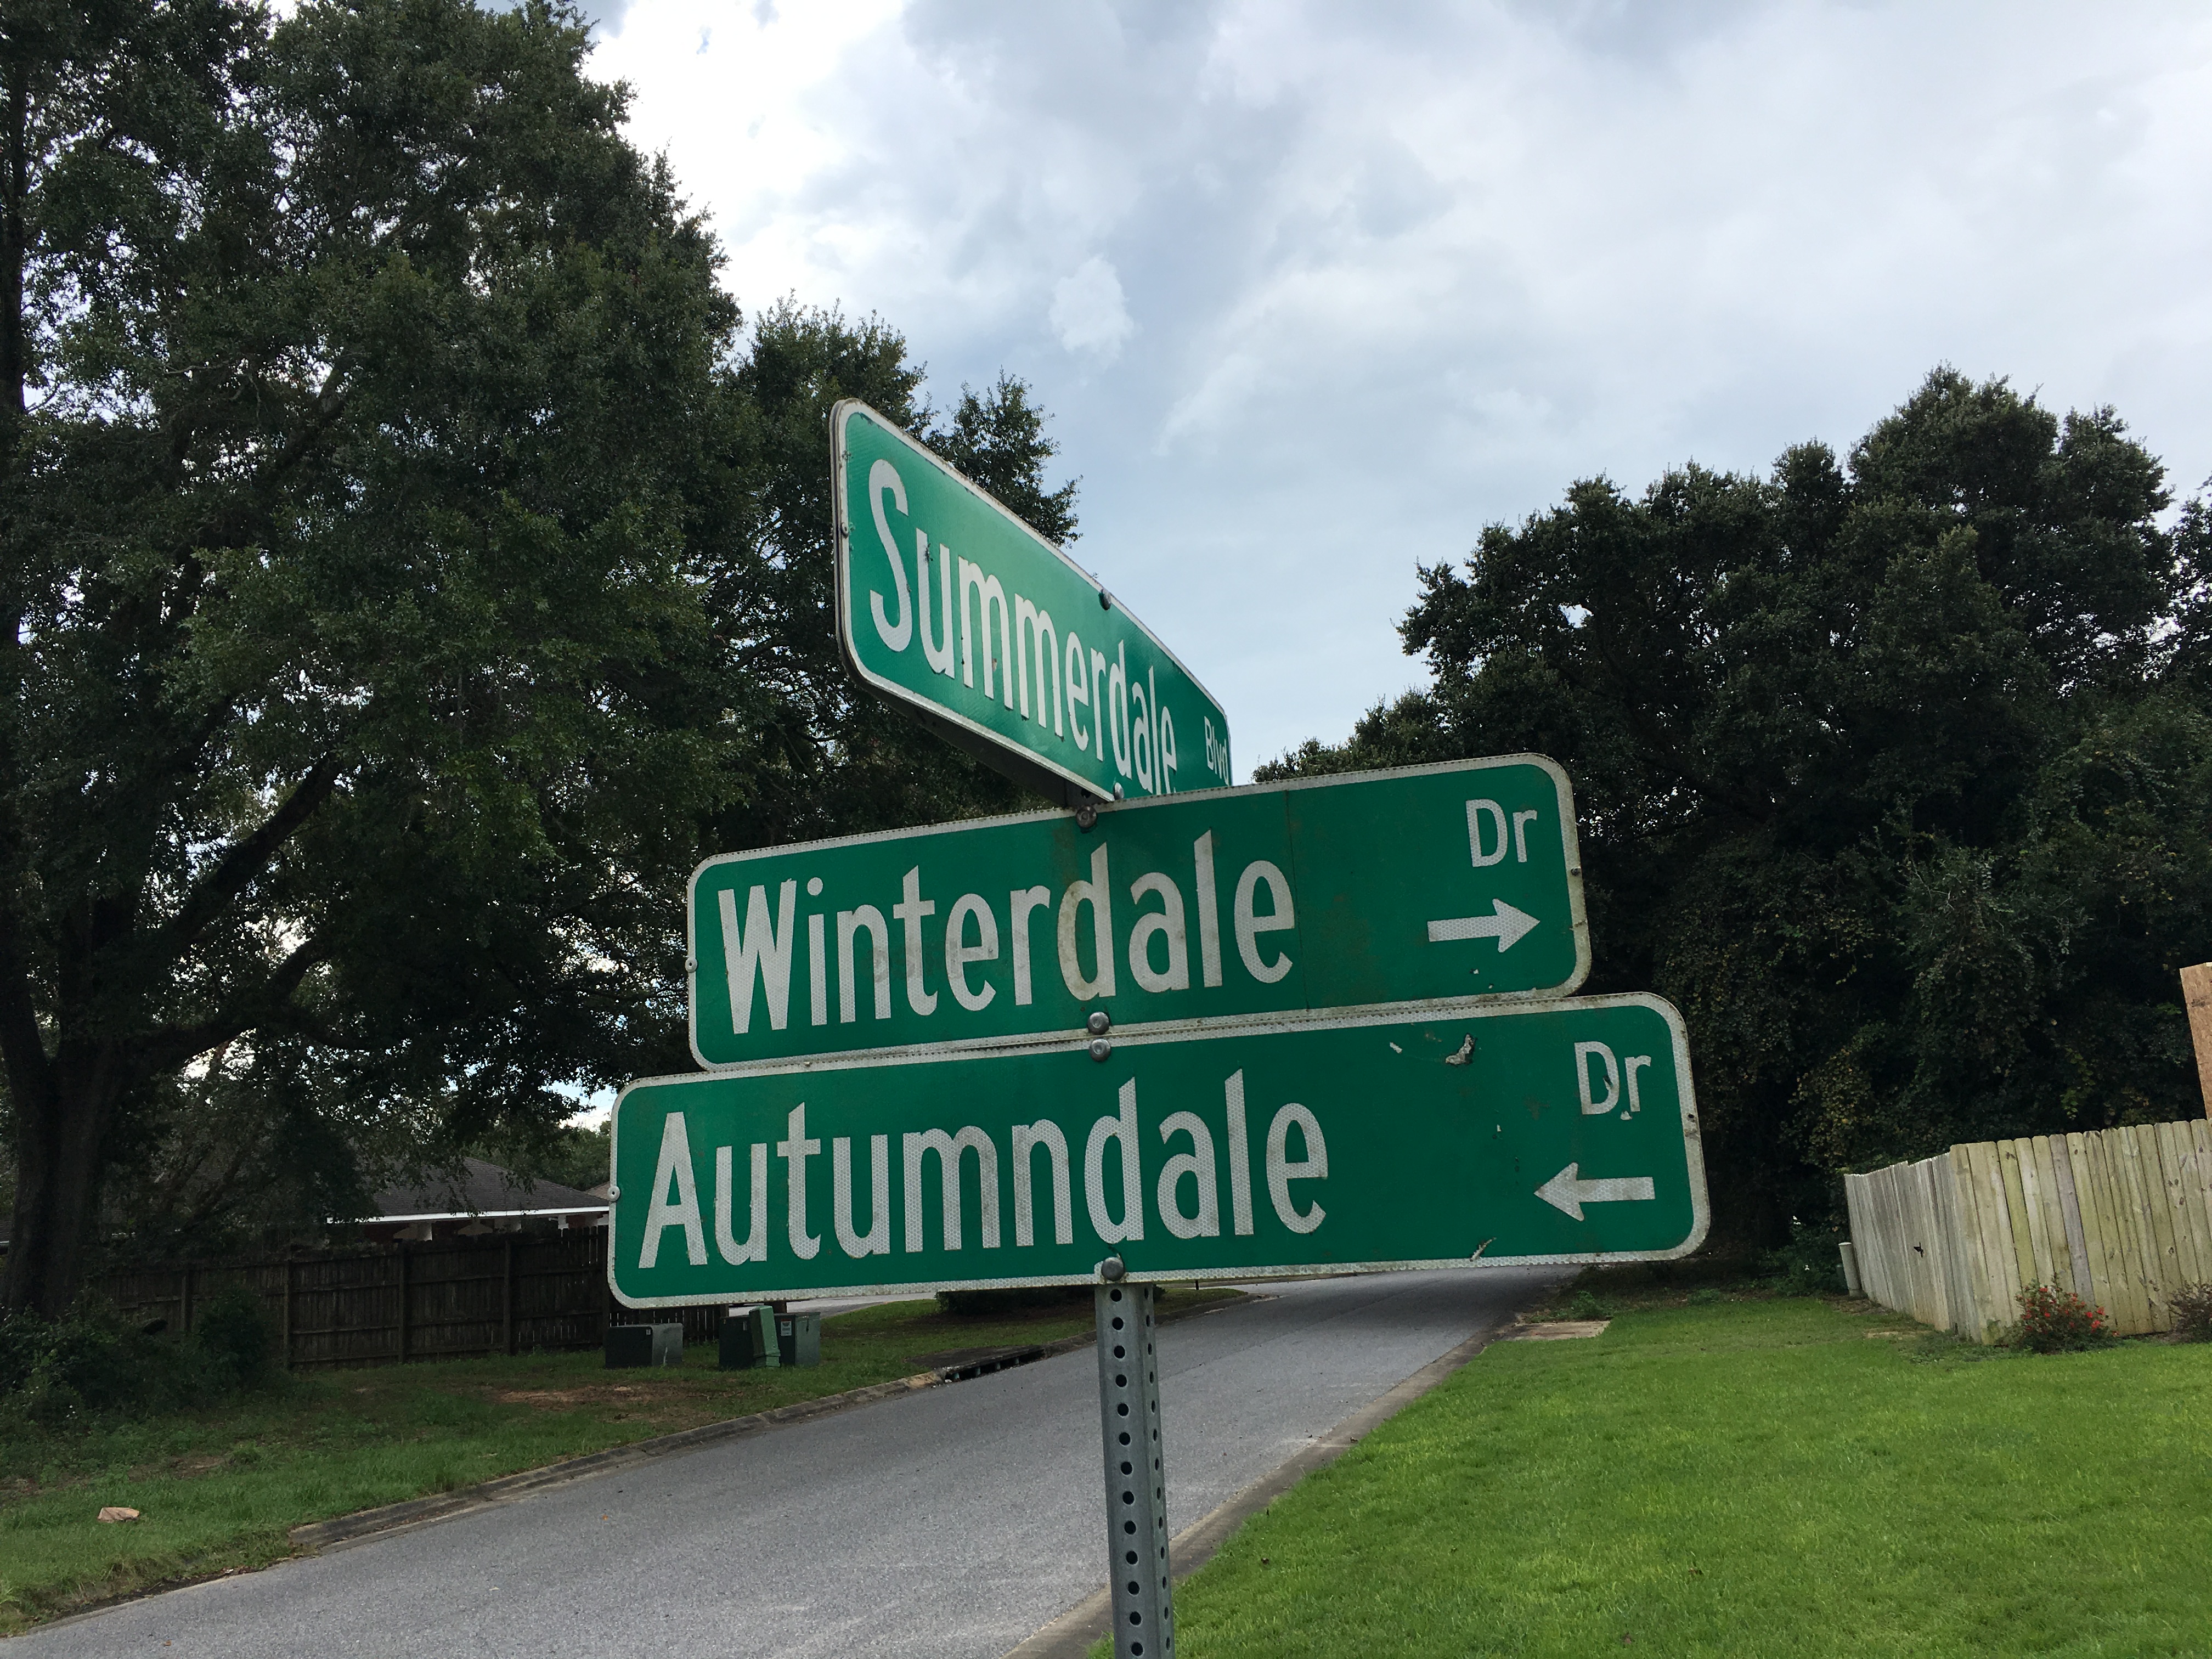 Summerdale Blvd
Winterdale Dr
→
Autumndale Dr
←